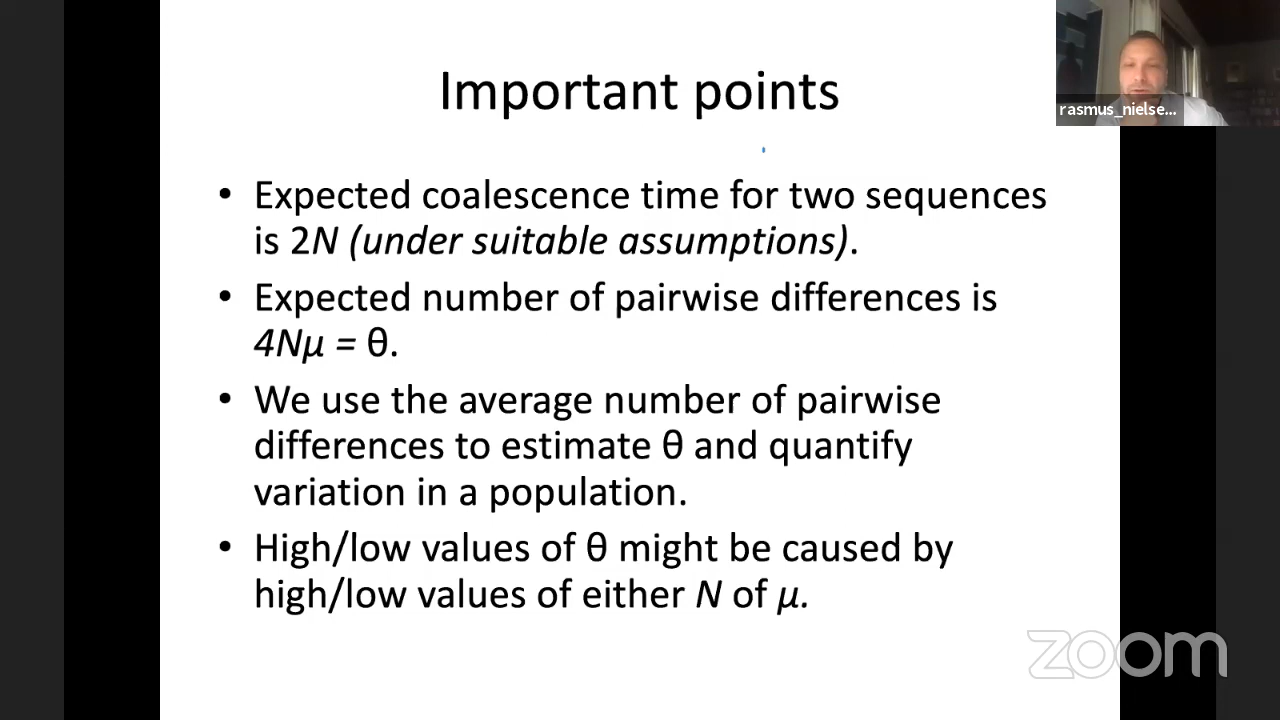 Important points
rasmus_nielse...
• Expected coalescence time for two sequences
is 2N (under suitable assumptions).
• Expected number of pairwise differences is
4Nμ = θ.
• We use the average number of pairwise
differences to estimate θ and quantify
variation in a population.
• High/low values of θ might be caused by
high/low values of either N of μ.
zoom